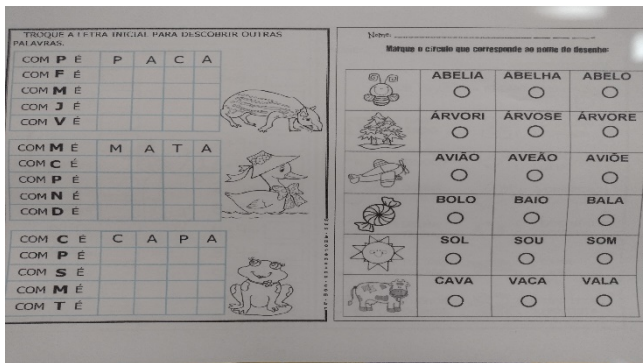 TROQUE A LETRA INICIAL PARA DESCOBRIR OUTRAS
PALAVRAS.
COM P É P A C A
COM F É
COM M É
COM J É
COM V É
COM M É M A T A
COM C É
COM P É
COM N É
COM D É
COM C É C A P A
COM P É
COM S É
COM M É
COM T É
Nome:
Marque o círculo que corresponde ao nome do desenho:
ABELIA ABELHA ABELO
ÁRVORI ÁRVOSE ÁRVORE
AVIÃO AVEÃO AVIÕE
BOLO BAIO BALA
SOL SOU SOM
CAVA VACA VALA